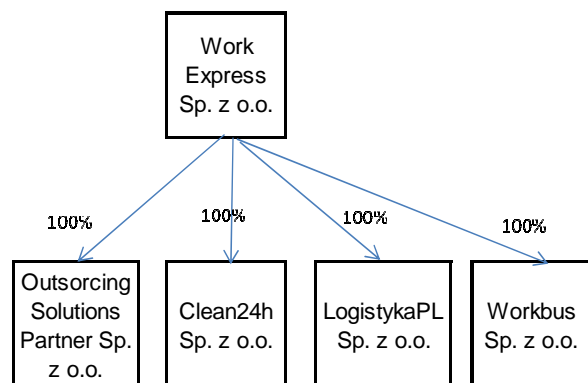 Work
Express
Sp. z o.o.
100%
100%
100%
100%
Outsorcing
Solutions
Partner Sp.
z o.o.
Clean24h
Sp. z o.o.
LogistykaPL
Sp. z o.o.
Workbus
Sp. z o.o.